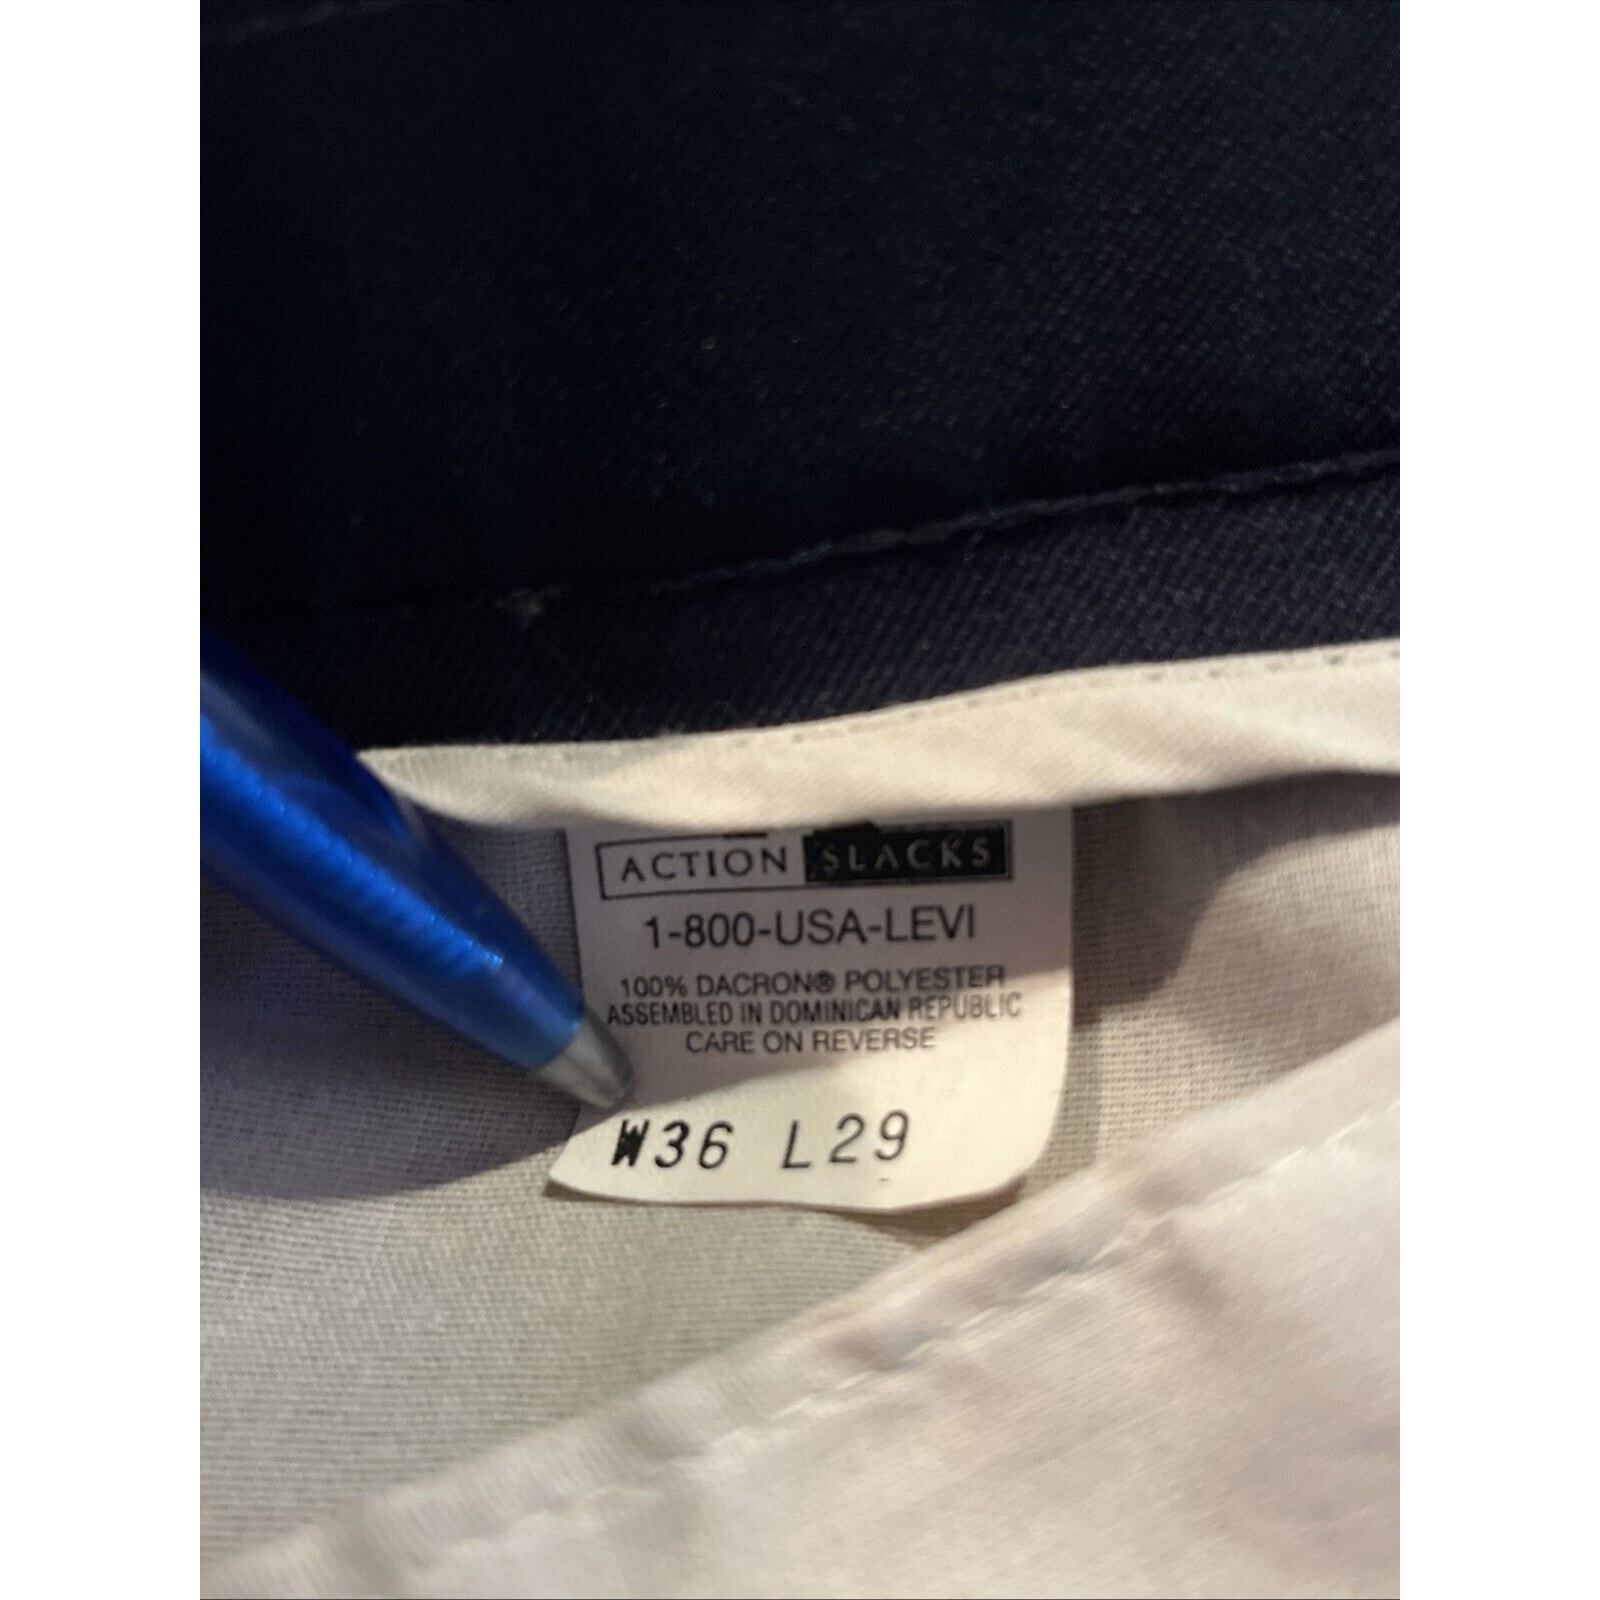 ACTION SLACKS
1-800-USA-LEVI
100% DACRON® POLYESTER
ASSEMBLED IN DOMINICAN REPUBLIC
CARE ON REVERSE
W36 L29